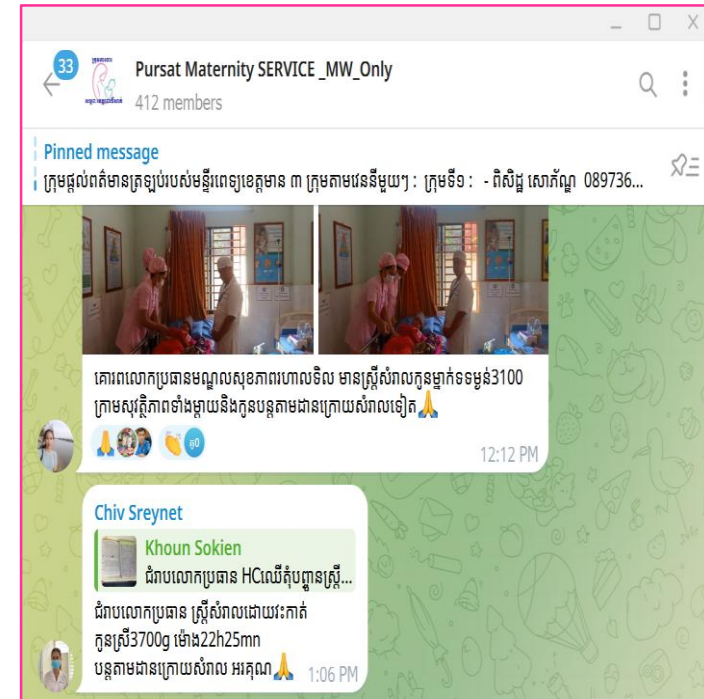 33
Pursat Maternity SERVICE _MW_Only
412 members
Pinned message
ក្រុមផ្តល់ព័ត៌មានត្រឡប់របស់មន្ទីរពេទ្យខេត្តមាន ៣ ក្រុមតាមវេននីមួយៗ : ក្រុមទី១ : - ពិសិដ្ឋ សោភ័ណ្ឌ 089736...
គោរពលោកប្រធានមណ្ឌលសុខភាពរហាលទិល មានស្ត្រីសំរាលកូនម្នាក់ទទម្ងន់3100
ក្រាមសុវត្ថិភាពទាំងម្តាយនិងកូនបន្តតាមដានក្រោយសំរាលទៀត🙏
12:12 PM
Chiv Sreynet
Khoun Sokien
ជំរាបលោកប្រធាន HCឈើតុំបញ្ជូនស្ត្រី...
ជំរាបលោកប្រធាន ស្ត្រីសំរាលដោយវះកាត់
កូនស្រី3700g ម៉ោង22h25mn
បន្តតាមដានក្រោយសំរាល អរគុណ🙏 1:06 PM